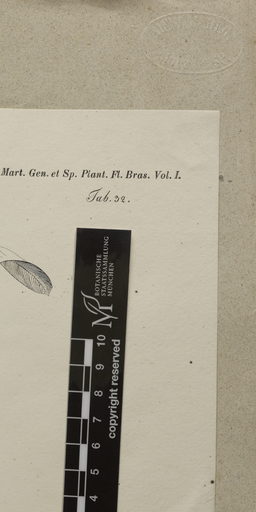 Mart. Gen. et Sp. Plant. Fl. Bras. Vol. I.
Tab. 32.
BOTANISCHE
STAATSSAMMLUNG
MÜNCHEN
10
9
8
7
6
5
4
copyright reserved